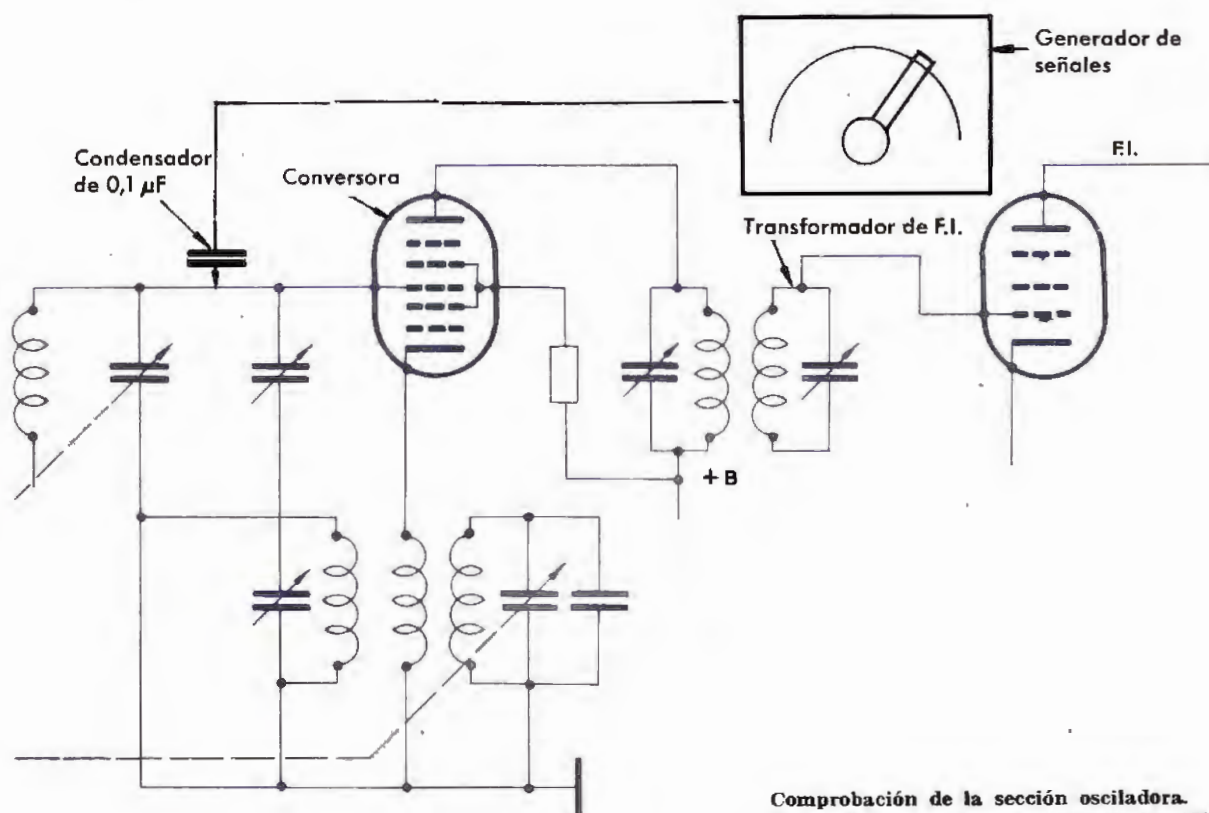 Generador de
señales
Condensador
de 0,1 µF
Conversora
F.I.
Transformador de F.I.
+ B
Comprobación de la sección osciladora.